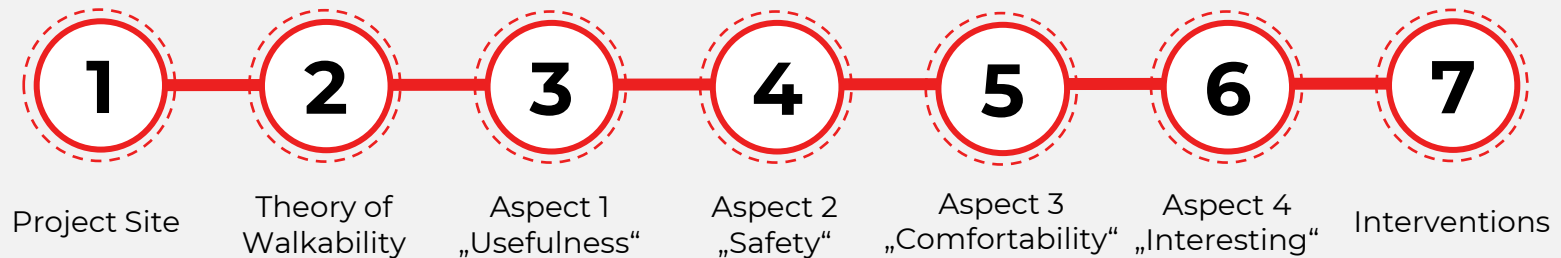 1
2
3
4
5
6
7
Project Site
Theory of
Walkability
Aspect 1
„Usefulness“
Aspect 2
„Safety“
Aspect 3
„Comfortability“
Aspect 4
„Interesting“
Interventions